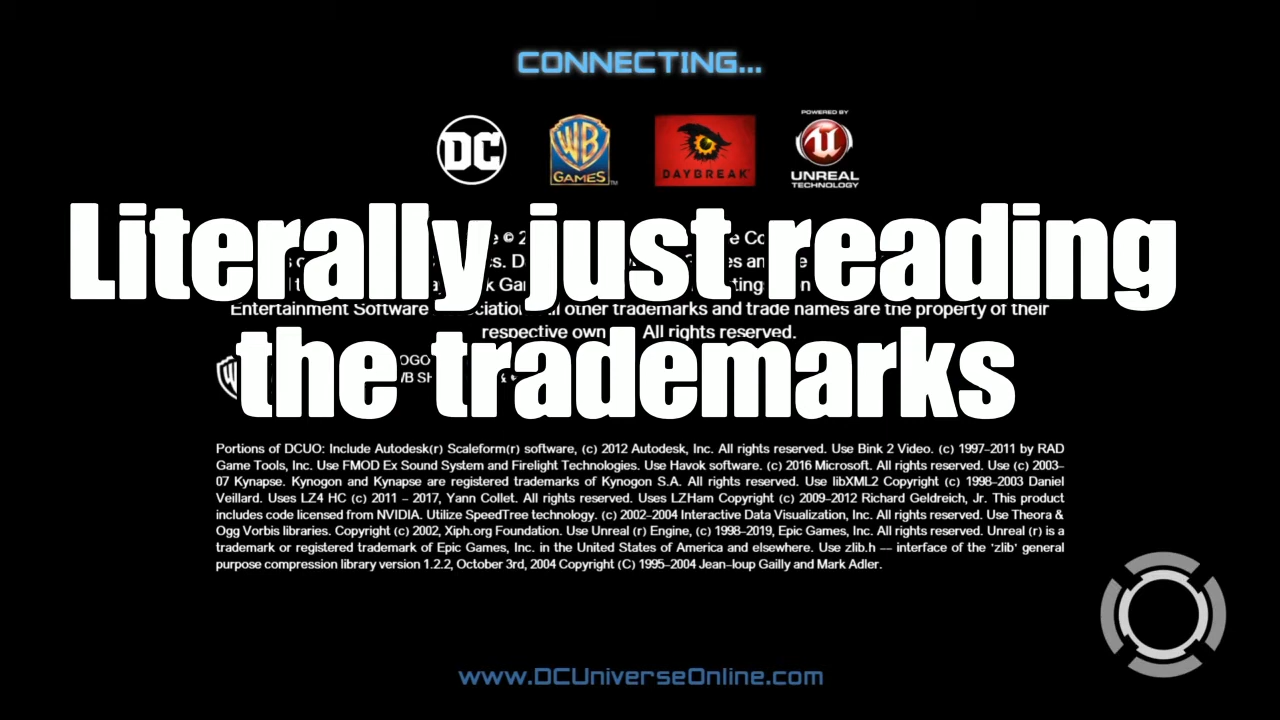 CONNECTING...
DC
WB
GAMES™
DAYBREAK
POWERED BY
UNREAL
TECHNOLOGY
Literally just reading
the trademarks
Entertainment Software
other trademarks and trade names are the property of their
respective
All rights reserved.
Portions of DCUO: Include Autodesk(r) Scaleform(r) software, (c) 2012 Autodesk, Inc. All rights reserved. Use Bink 2 Video. (c) 1997-2011 by RAD
Game Tools, Inc. Use FMOD Ex Sound System and Firelight Technologies. Use Havok software. (c) 2016 Microsoft. All rights reserved. Use (c) 2003-
07 Kynapse. Kynogon and Kynapse are registered trademarks of Kynogon S.A. All rights reserved. Use libXML2 Copyright (c) 1998-2003 Daniel
Veillard. Uses LZ4 HC (c) 2011 - 2017, Yann Collet. All rights reserved. Uses LZHam Copyright (c) 2009-2012 Richard Geldreich, Jr. This product
includes code licensed from NVIDIA. Utilize SpeedTree technology. (c) 2002-2004 Interactive Data Visualization, Inc. All rights reserved. Use Theora &
Ogg Vorbis libraries. Copyright (c) 2002, Xiph.org Foundation. Use Unreal (r) Engine, (c) 1998-2019, Epic Games, Inc. All rights reserved. Unreal (r) is a
trademark or registered trademark of Epic Games, Inc. in the United States of America and elsewhere. Use zlib.h -- interface of the 'zlib' general
purpose compression library version 1.2.2, October 3rd, 2004 Copyright (C) 1995-2004 Jean-loup Gailly and Mark Adler.
www.DCUniverseOnline.com